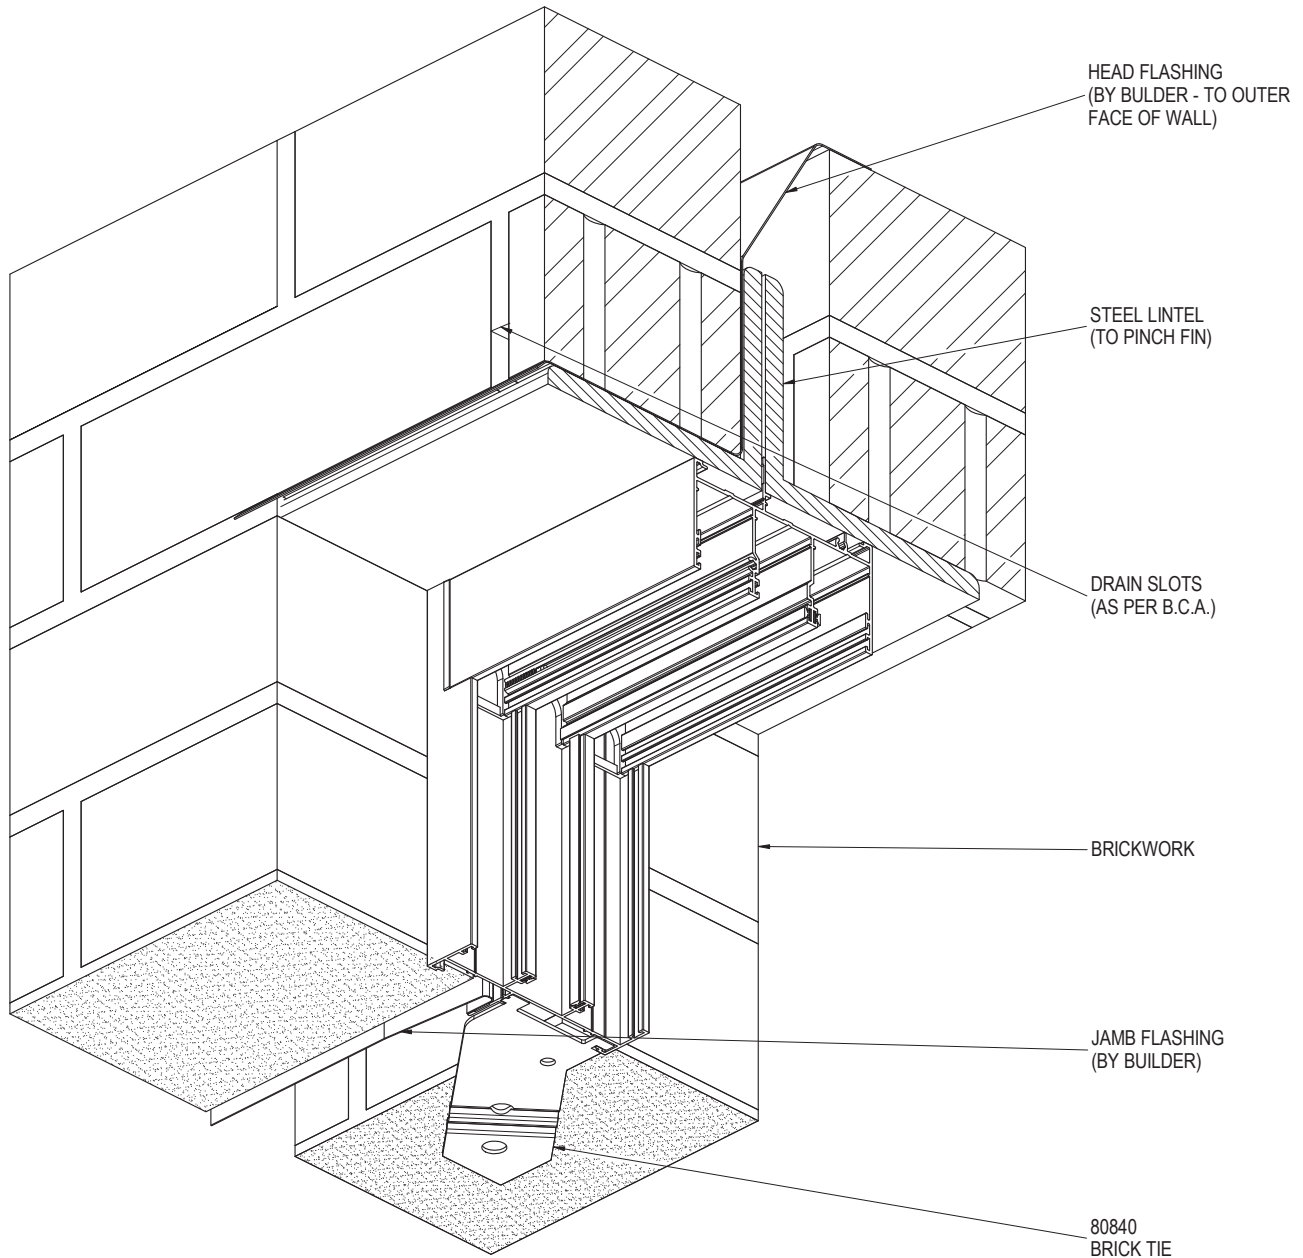 HEAD FLASHING
(BY BULDER - TO OUTER
FACE OF WALL)
STEEL LINTEL
(TO PINCH FIN)
DRAIN SLOTS
(AS PER B.C.A.)
BRICKWORK
JAMB FLASHING
(BY BUILDER)
80840
BRICK TIE